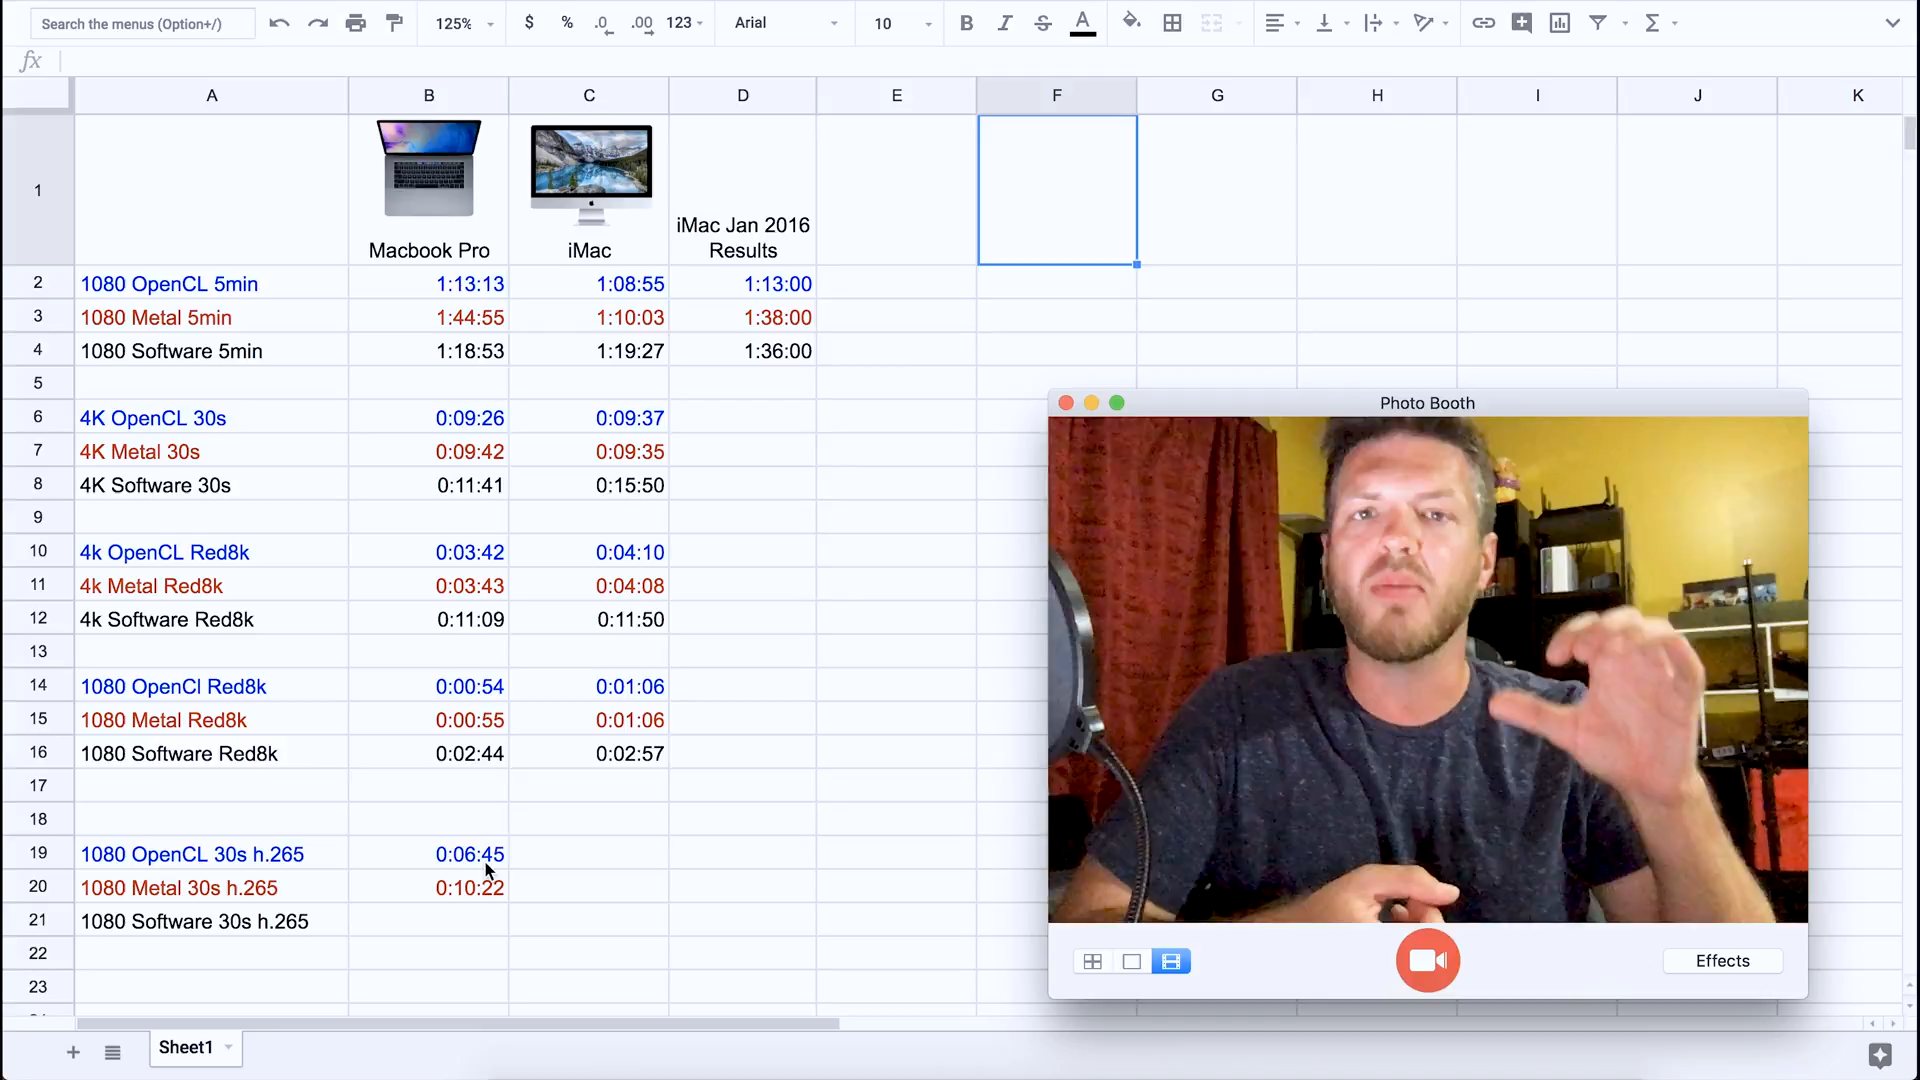 Search the menus (Option+/)
125%
$
%
.0
.00
123
Arial
10
B
I
S
A
Σ
fx
A
B
C
D
E
F
G
H
I
J
K
1
Macbook Pro
iMac
iMac Jan 2016
Results
2
1080 OpenCL 5min
1:13:13
1:08:55
1:13:00
3
1080 Metal 5min
1:44:55
1:10:03
1:38:00
4
1080 Software 5min
1:18:53
1:19:27
1:36:00
5
6
4K OpenCL 30s
0:09:26
0:09:37
7
4K Metal 30s
0:09:42
0:09:35
8
4K Software 30s
0:11:41
0:15:50
9
10
4k OpenCL Red8k
0:03:42
0:04:10
11
4k Metal Red8k
0:03:43
0:04:08
12
4k Software Red8k
0:11:09
0:11:50
13
14
1080 OpenCl Red8k
0:00:54
0:01:06
15
1080 Metal Red8k
0:00:55
0:01:06
16
1080 Software Red8k
0:02:44
0:02:57
17
18
19
1080 OpenCL 30s h.265
0:06:45
20
1080 Metal 30s h.265
0:10:22
21
1080 Software 30s h.265
22
23
Photo Booth
Effects
Sheet1